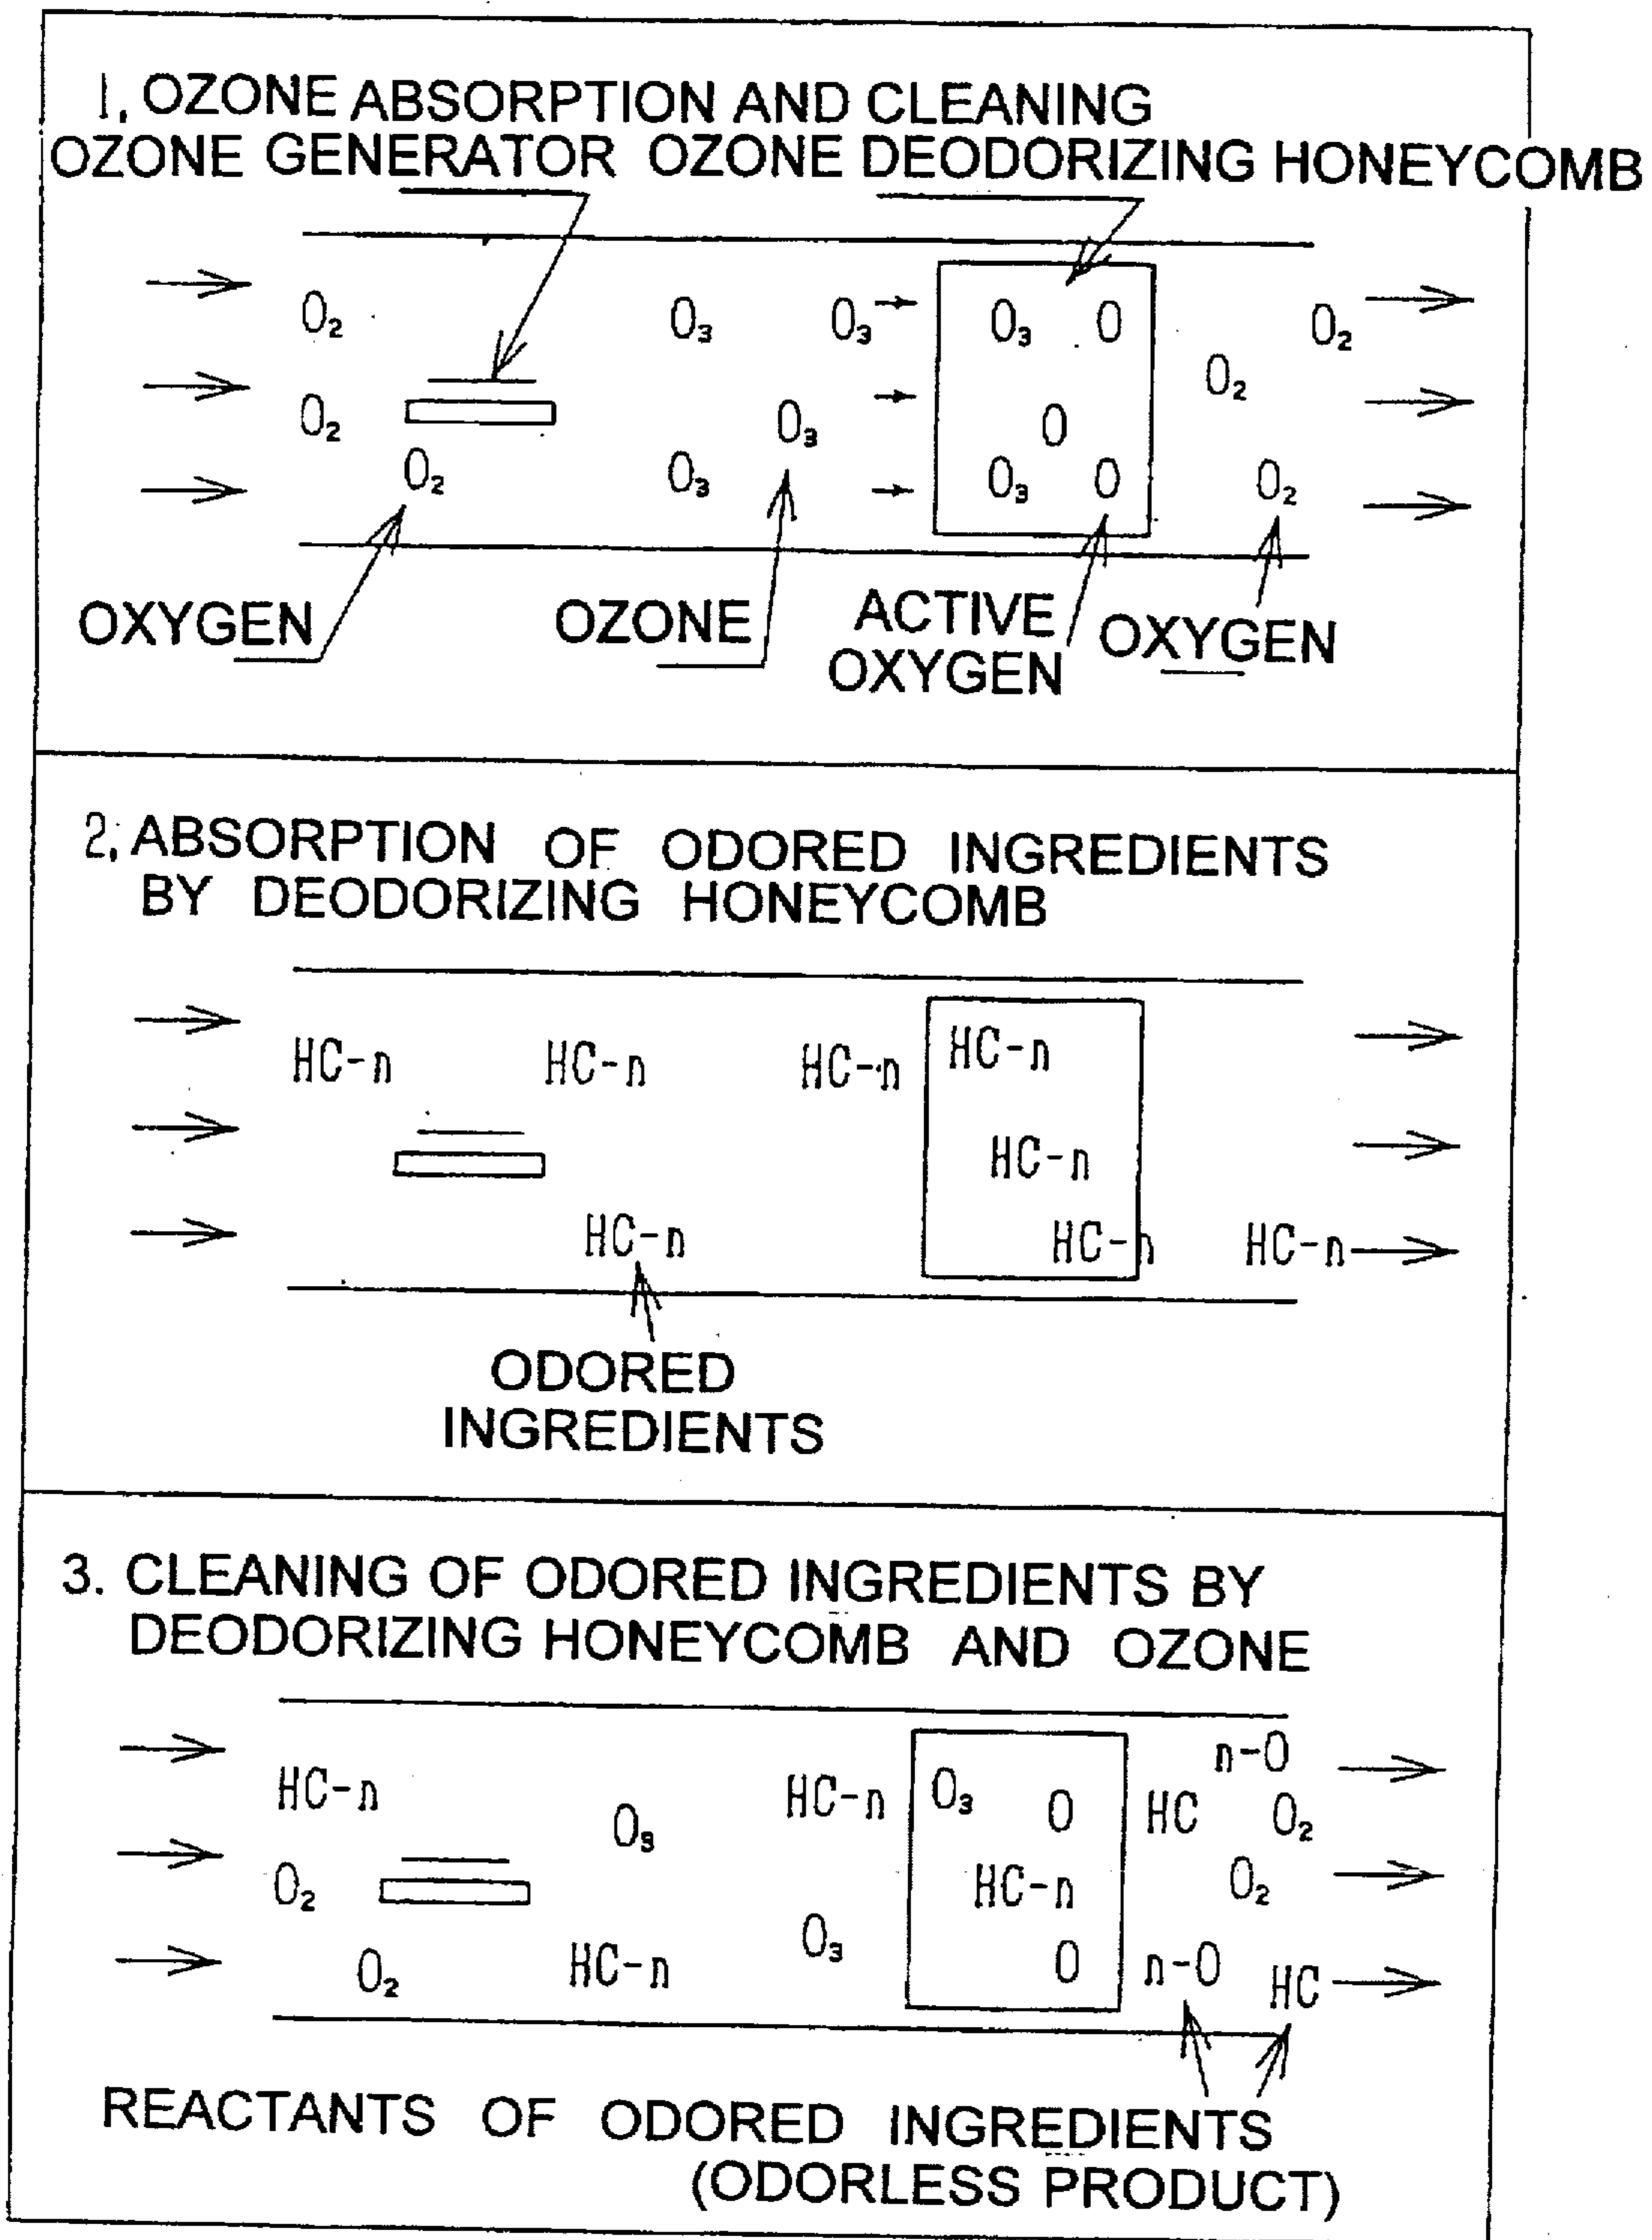 1, OZONE ABSORPTION AND CLEANING
OZONE GENERATOR OZONE DEODORIZING HONEYCOMB
O₂ O₃ O₃ O₃ O O₂
O₂
O₂ O₃ O
O₂ O₃ O₃ O O₂
OXYGEN OZONE ACTIVE OXYGEN OXYGEN
2, ABSORPTION OF ODORED INGREDIENTS
BY DEODORIZING HONEYCOMB
HC-n HC-n HC-n HC-n
HC-n
HC-n HC-n HC-n
ODORED
INGREDIENTS
3. CLEANING OF ODORED INGREDIENTS BY
DEODORIZING HONEYCOMB AND OZONE
n-O
HC-n O₃ HC-n O₃ O HC O₂
O₂ HC-n O₂
O₂ HC-n O₃ O n-O HC
REACTANTS OF ODORED INGREDIENTS
(ODORLESS PRODUCT)